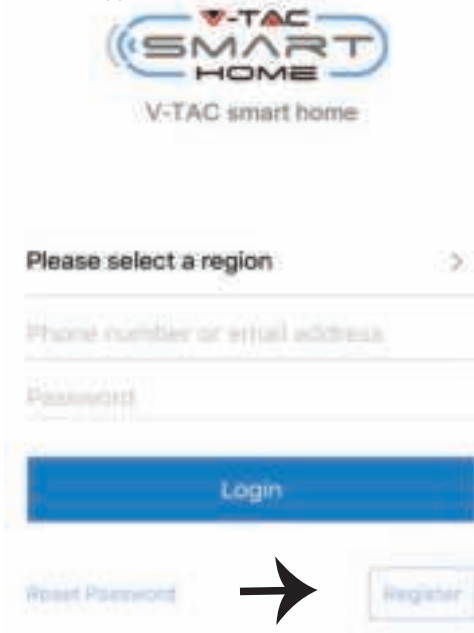 V-TAC
SMART
HOME
V-TAC smart home
Please select a region
Phone number or email address
Password
Login
Reset Password
Register